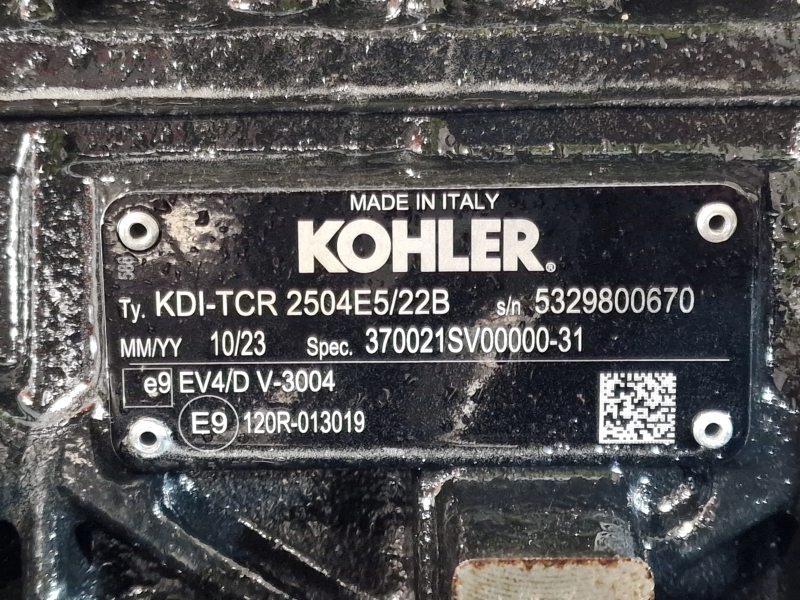 MADE IN ITALY
KOHLER®
Ty. KDI-TCR 2504E5/22B s/n 5329800670
MM/YY 10/23 Spec. 370021SV00000-31
e9 EV4/D V-3004
E9 120R-013019